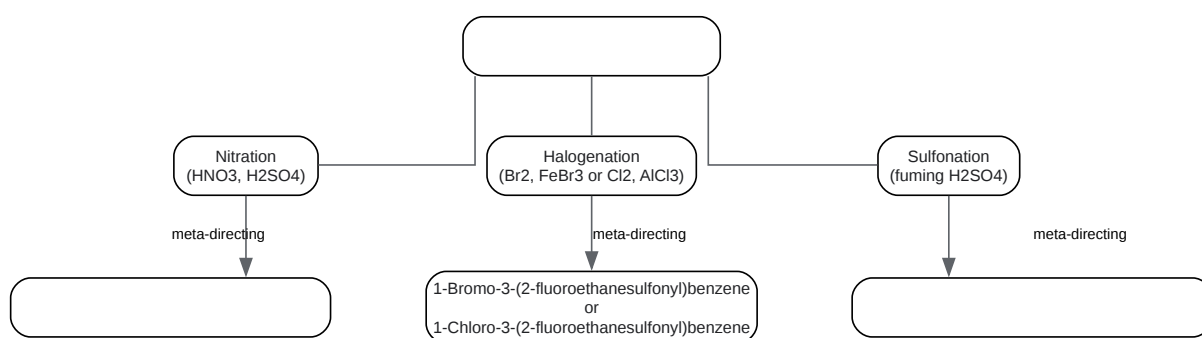 Nitration
(HNO3, H2SO4)
Halogenation
(Br2, FeBr3 or Cl2, AlCl3)
Sulfonation
(fuming H2SO4)
meta-directing
meta-directing
meta-directing
1-Bromo-3-(2-fluoroethanesulfonyl)benzene
or
1-Chloro-3-(2-fluoroethanesulfonyl)benzene